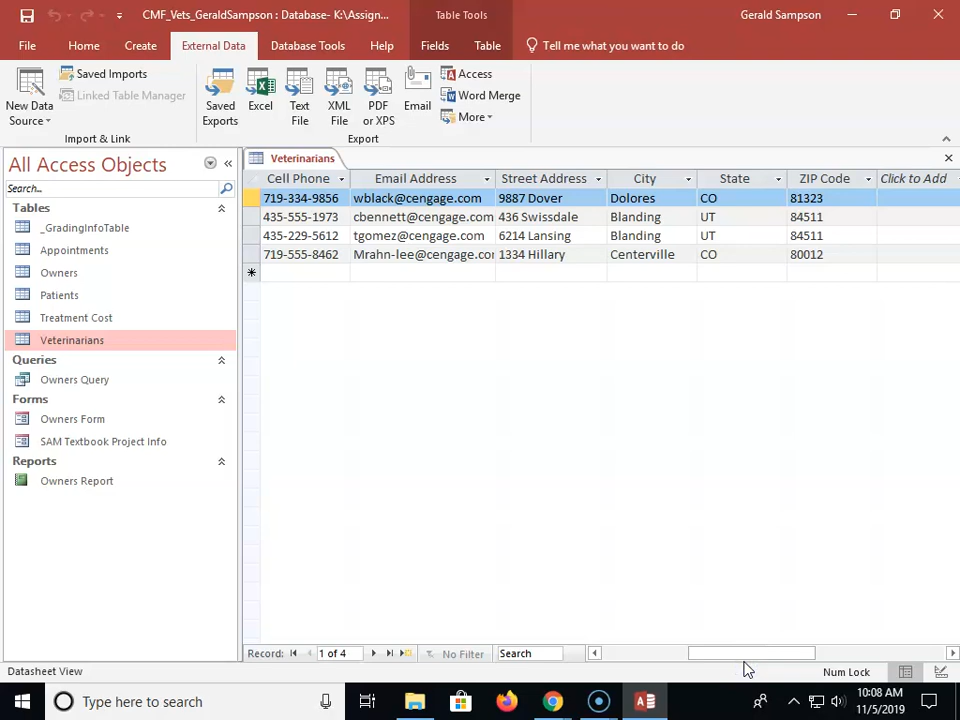 CMF_Vets_GeraldSampson : Database- K:\Assign... Table Tools Gerald Sampson
File Home Create External Data Database Tools Help Fields Table Tell me what you want to do
New Data Source
Saved Imports
Linked Table Manager
Import & Link
Saved Exports
Excel
Text File
XML File
PDF or XPS
Email
Access
Word Merge
More
Export
All Access Objects
Search...
Tables
_GradingInfoTable
Appointments
Owners
Patients
Treatment Cost
Veterinarians
Queries
Owners Query
Forms
Owners Form
SAM Textbook Project Info
Reports
Owners Report
Veterinarians
Cell Phone Email Address Street Address City State ZIP Code Click to Add
719-334-9856 wblack@cengage.com 9887 Dover Dolores CO 81323
435-555-1973 cbennett@cengage.com 436 Swissdale Blanding UT 84511
435-229-5612 tgomez@cengage.com 6214 Lansing Blanding UT 84511
719-555-8462 Mrahn-lee@cengage.cor 1334 Hillary Centerville CO 80012
Record: 1 of 4 No Filter Search
Datasheet View Num Lock
Type here to search
10:08 AM
11/5/2019